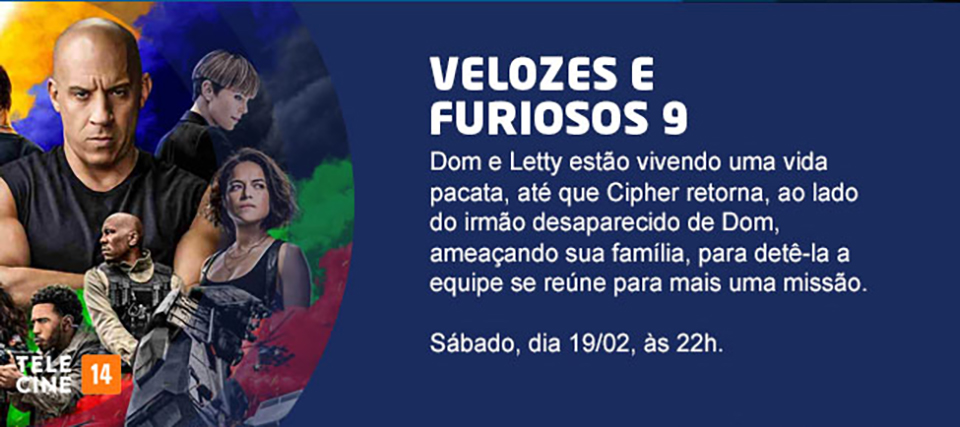 VELOZES E
FURIOSOS 9
Dom e Letty estão vivendo uma vida
pacata, até que Cipher retorna, ao lado
do irmão desaparecido de Dom,
ameaçando sua família, para detê-la a
equipe se reúne para mais uma missão.
Sábado, dia 19/02, às 22h.
TELE
CINE 14